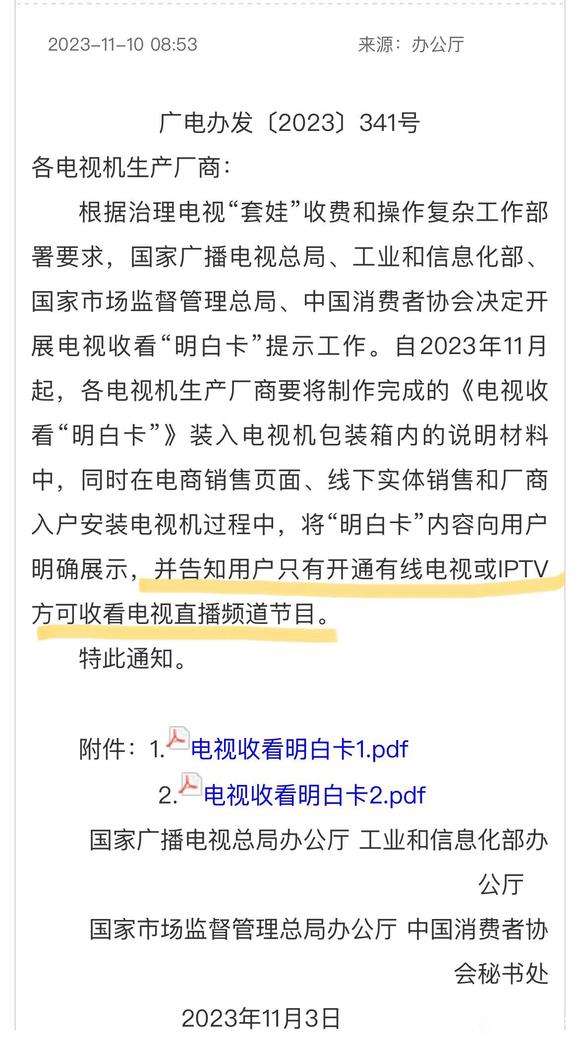 2023-11-10 08:53 来源：办公厅
广电办发〔2023〕341号
各电视机生产厂商：
根据治理电视“套娃”收费和操作复杂工作部
署要求，国家广播电视总局、工业和信息化部、
国家市场监督管理总局、中国消费者协会决定开
展电视收看“明白卡”提示工作。自2023年11月
起，各电视机生产厂商要将制作完成的《电视收
看“明白卡”》装入电视机包装箱内的说明材料
中，同时在电商销售页面、线下实体销售和厂商
入户安装电视机过程中，将“明白卡”内容向用户
明确展示，并告知用户只有开通有线电视或IPTV
方可收看电视直播频道节目。
特此通知。
附件：1.电视收看明白卡1.pdf
2.电视收看明白卡2.pdf
国家广播电视总局办公厅 工业和信息化部办
公厅
国家市场监督管理总局办公厅 中国消费者协
会秘书处
2023年11月3日